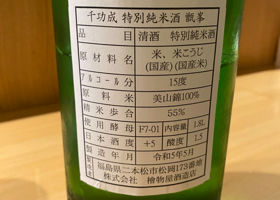 千功成 特別純米酒 甑峯
品目 清酒 特別純米酒
原材料名 米、米こうじ
(国産)(国産米)
アルコール分 15度
原料米 美山錦100%
精米歩合 55%
使用酵母 F7-01 内容量 1.8L
日本酒度 +5 酸度 1.5
製造年月 令和5年5月
福島県二本松市松岡173番地
株式会社 檜物屋酒造店